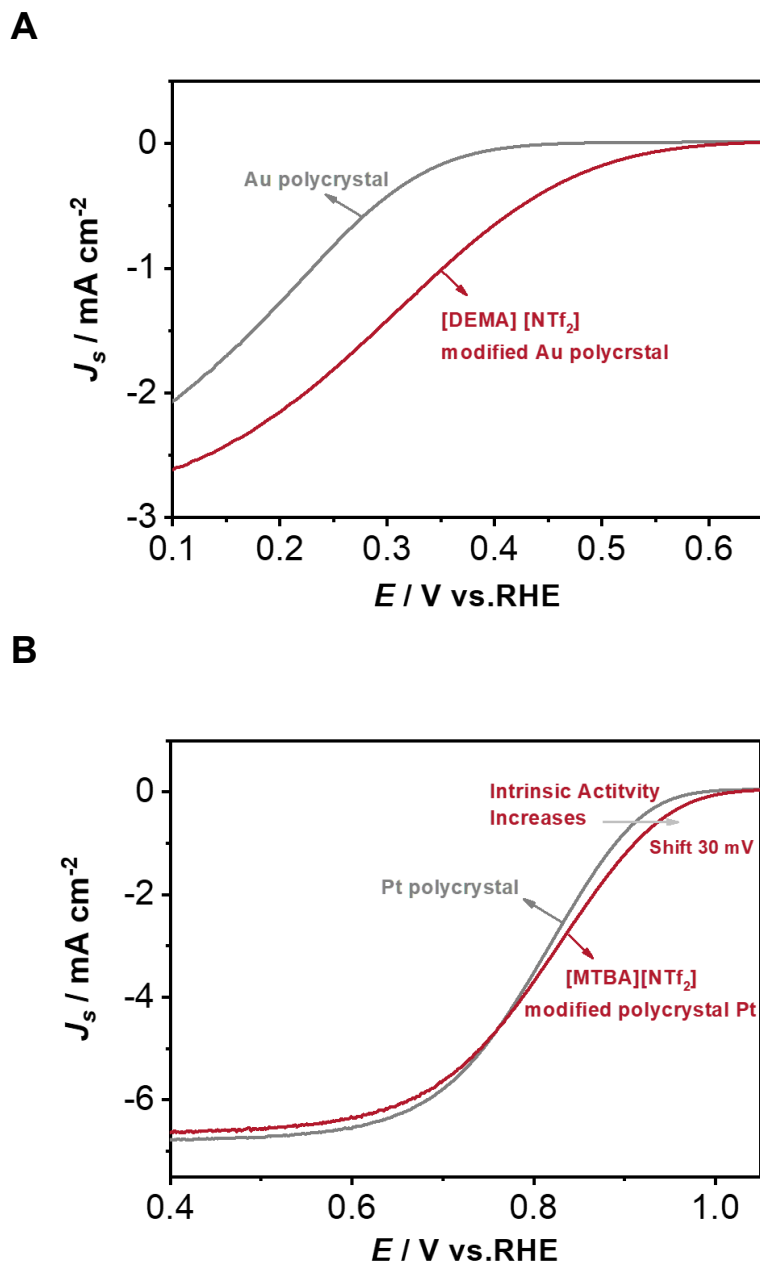 A
0
-1
-2
-3
J_s / mA cm⁻²
Au polycrystal
[DEMA] [NTf₂]
modified Au polycrstal
0.1 0.2 0.3 0.4 0.5 0.6
E / V vs.RHE
B
0
-2
-4
-6
J_s / mA cm⁻²
Intrinsic Actitvity
Increases
Shift 30 mV
Pt polycrystal
[MTBA][NTf₂]
modified polycrystal Pt
0.4 0.6 0.8 1.0
E / V vs.RHE